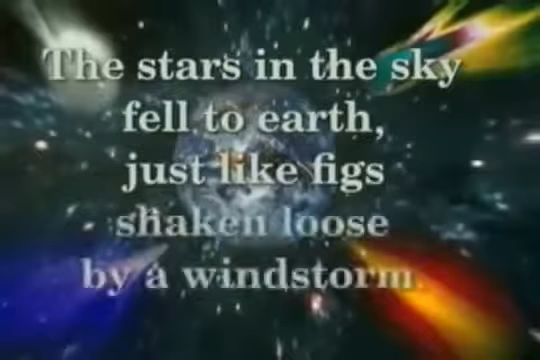 The stars in the sky
fell to earth,
just like figs
shaken loose
by a windstorm.